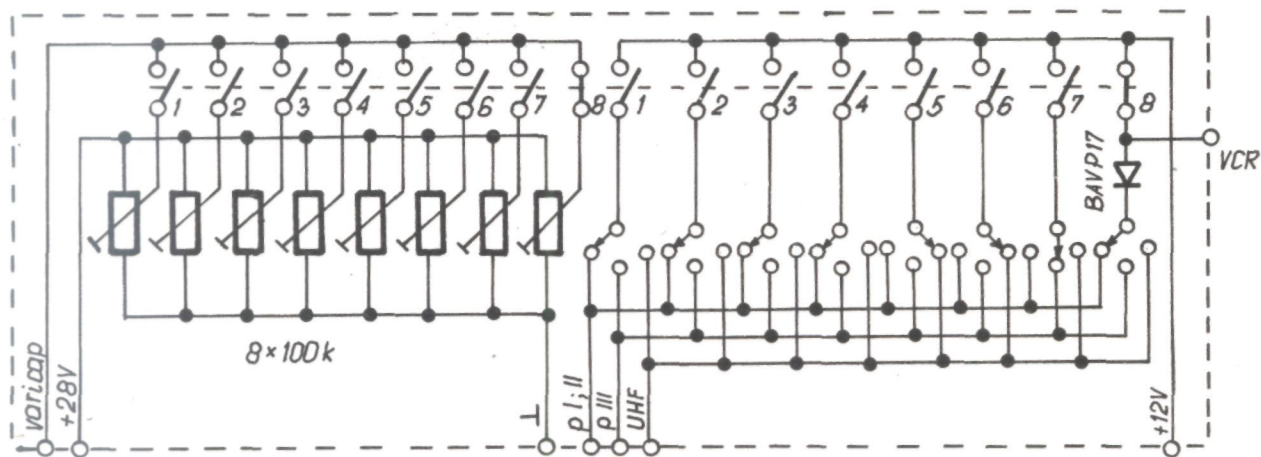 1 2 3 4 5 6 7 8 1 2 3 4 5 6 7 8
VCR
BAVP17
8×100k
varicap
+28V
⊥
p I; II
p III
UHF
+12V